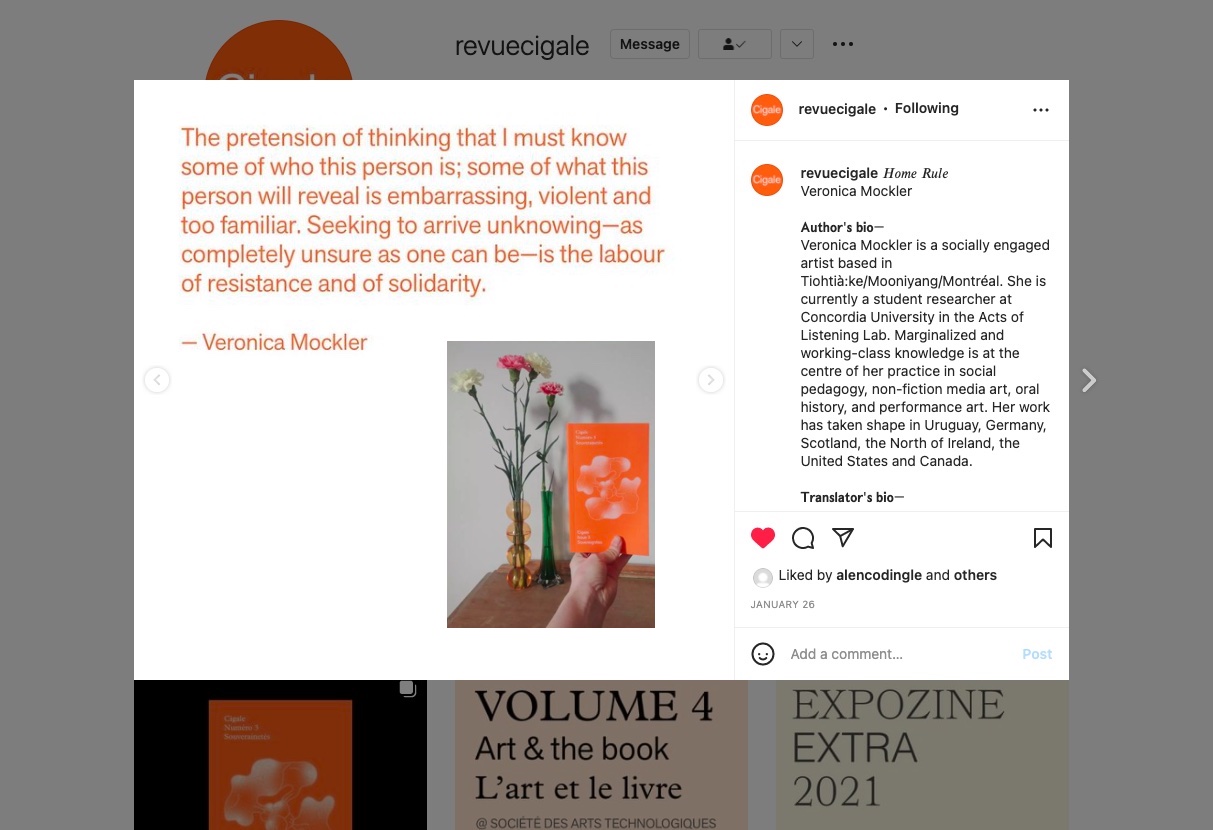 revuecigale
Message
Cigale
revuecigale • Following
The pretension of thinking that I must know
some of who this person is; some of what this
person will reveal is embarrassing, violent and
too familiar. Seeking to arrive unknowing—as
completely unsure as one can be—is the labour
of resistance and of solidarity.
— Veronica Mockler
Cigale
Numéro 3
Souverainetés
Cigale
revuecigale Home Rule
Veronica Mockler
Author's bio—
Veronica Mockler is a socially engaged
artist based in
Tiohtià:ke/Mooniyang/Montréal. She is
currently a student researcher at
Concordia University in the Acts of
Listening Lab. Marginalized and
working-class knowledge is at the
centre of her practice in social
pedagogy, non-fiction media art, oral
history, and performance art. Her work
has taken shape in Uruguay, Germany,
Scotland, the North of Ireland, the
United States and Canada.
Translator's bio—
Liked by alencodingle and others
JANUARY 26
Add a comment...
Post
Cigale
Numéro 3
Souverainetés
VOLUME 4
Art & the book
L'art et le livre
@ SOCIÉTÉ DES ARTS TECHNOLOGIQUES
EXPOZINE
EXTRA
2021